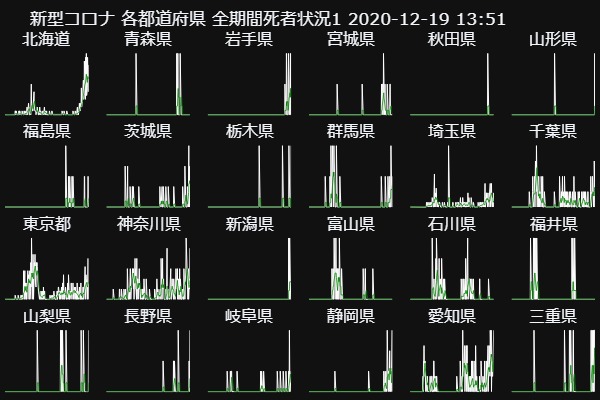 新型コロナ 各都道府県 全期間死者状況1 2020-12-19 13:51
北海道 青森県 岩手県 宮城県 秋田県 山形県
福島県 茨城県 栃木県 群馬県 埼玉県 千葉県
東京都 神奈川県 新潟県 富山県 石川県 福井県
山梨県 長野県 岐阜県 静岡県 愛知県 三重県